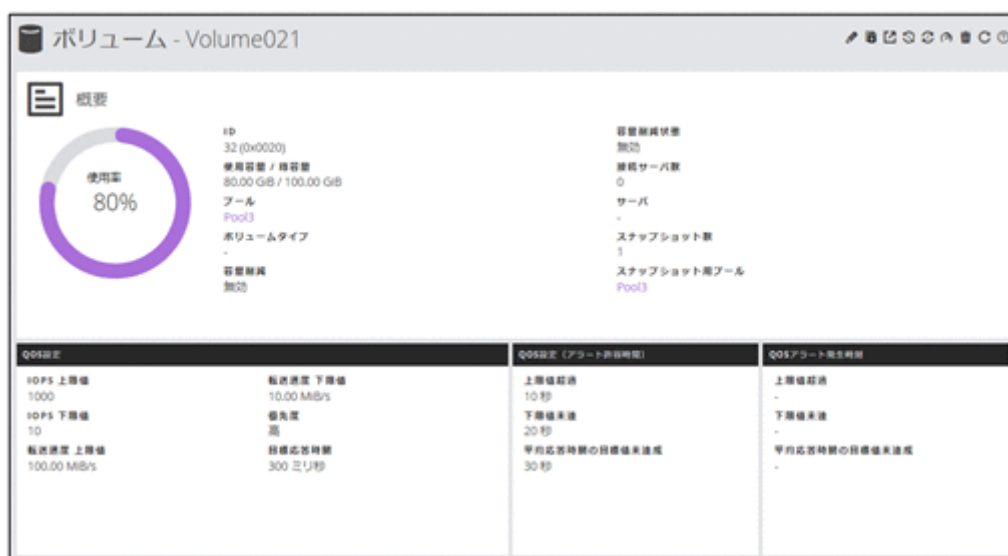 ボリューム - Volume021
概要
使用率
80%
ID
32 (0x0020)
使用容量 / 総容量
80.00 GiB / 100.00 GiB
プール
Pool3
ボリュームタイプ
-
容量削減
無効
容量削減状態
無効
接続サーバ数
0
サーバ
-
スナップショット数
1
スナップショット用プール
Pool3
QOS設定
IOPS 上限値
1000
IOPS 下限値
10
転送速度 上限値
100.00 MiB/s
転送速度 下限値
10.00 MiB/s
優先度
高
目標応答時間
300 ミリ秒
QOS設定 (アラート許容時間)
上限値超過
10 秒
下限値未達
20 秒
平均応答時間の目標値未達成
30 秒
QOSアラート発生時刻
上限値超過
-
下限値未達
-
平均応答時間の目標値未達成
-